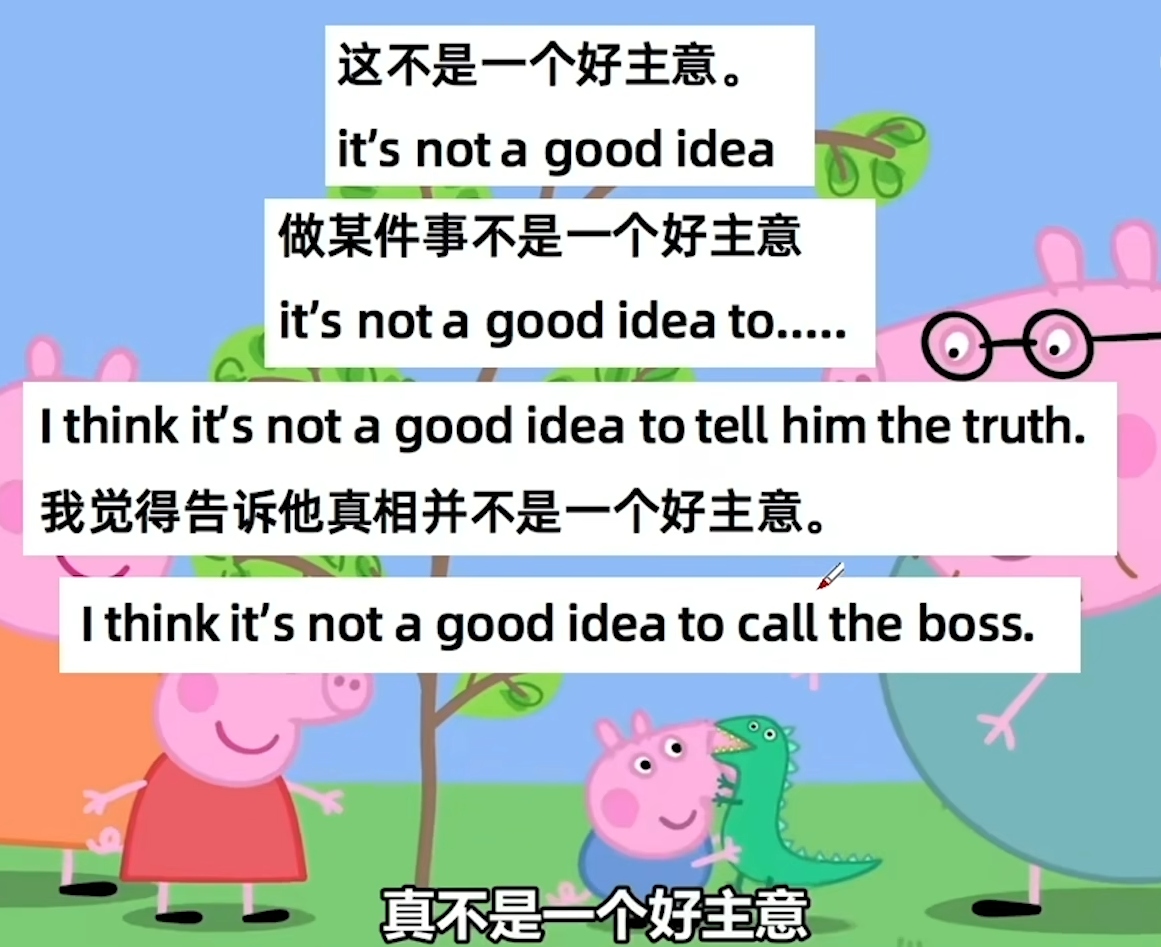 这不是一个好主意。
it's not a good idea
做某件事不是一个好主意
it's not a good idea to.....
I think it's not a good idea to tell him the truth.
我觉得告诉他真相并不是一个好主意。
I think it's not a good idea to call the boss.
真不是一个好主意